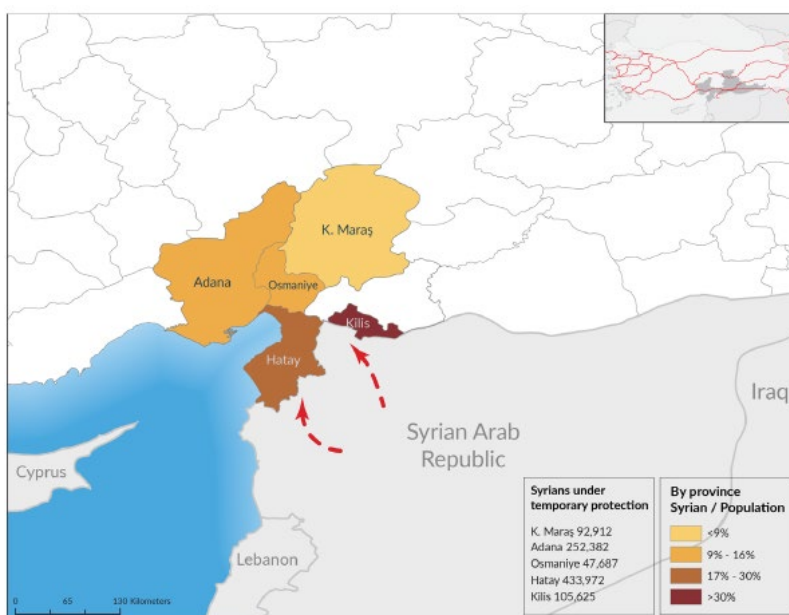 K. Maraş
Adana
Osmaniye
Kilis
Hatay
Syrian Arab
Republic
Iraq
Cyprus
Lebanon
0 65 130 Kilometers
Syrians under
temporary protection
K. Maraş 92,912
Adana 252,382
Osmaniye 47,687
Hatay 433,972
Kilis 105,625
By province
Syrian / Population
<9%
9% - 16%
17% - 30%
>30%